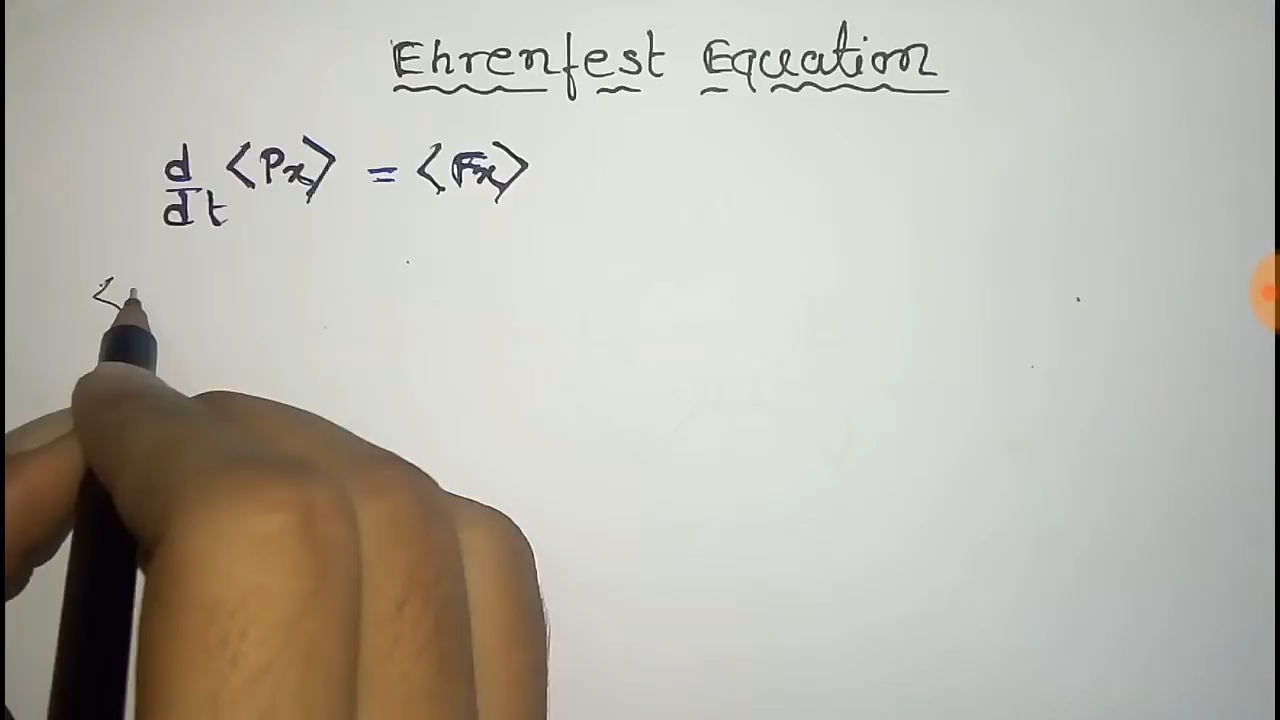 Ehrenfest Equation
d/dt ⟨Px⟩ = ⟨Fx⟩
⟨